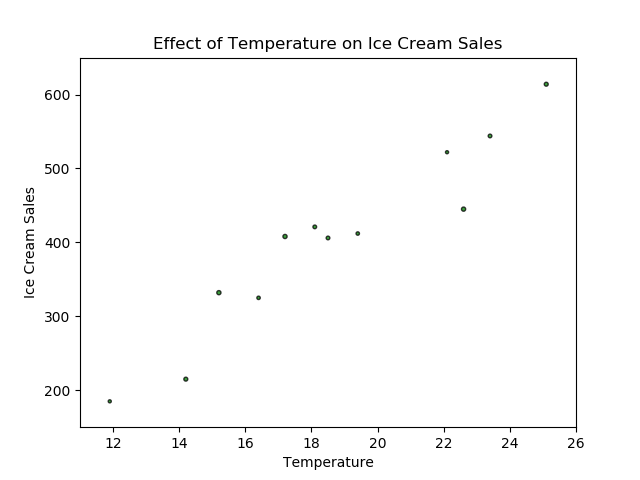 Effect of Temperature on Ice Cream Sales
600
500
400
300
200
Ice Cream Sales
12 14 16 18 20 22 24 26
Temperature